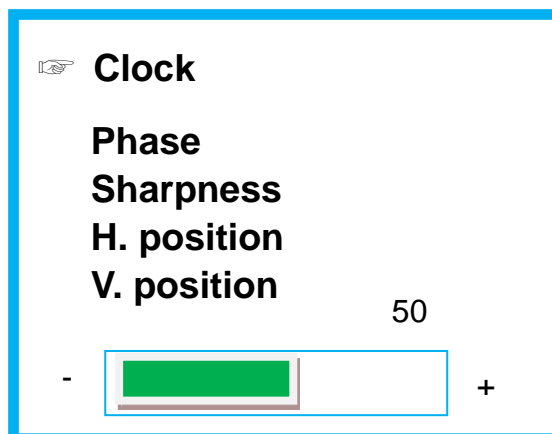 ☞ Clock
Phase
Sharpness
H. position
V. position
50
- +